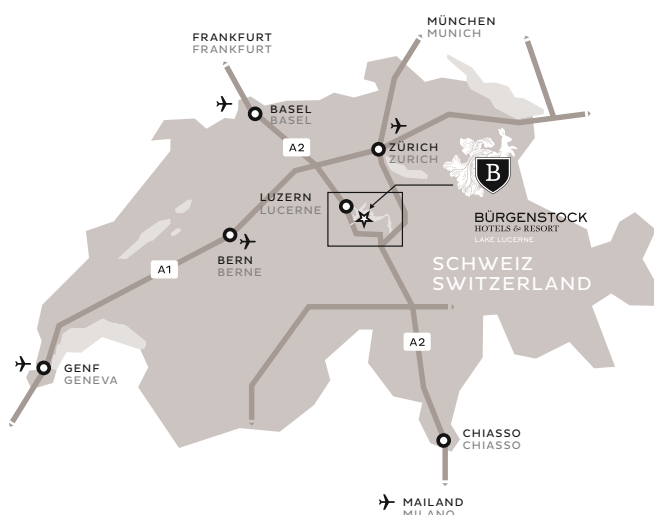 MÜNCHEN
MUNICH
FRANKFURT
FRANKFURT
BASEL
BASEL
A2
ZÜRICH
ZURICH
B
LUZERN
LUCERNE
BÜRGENSTOCK
HOTELS & RESORT
LAKE LUCERNE
BERN
BERNE
A1
SCHWEIZ
SWITZERLAND
A2
GENF
GENEVA
CHIASSO
CHIASSO
MAILAND
MILANO